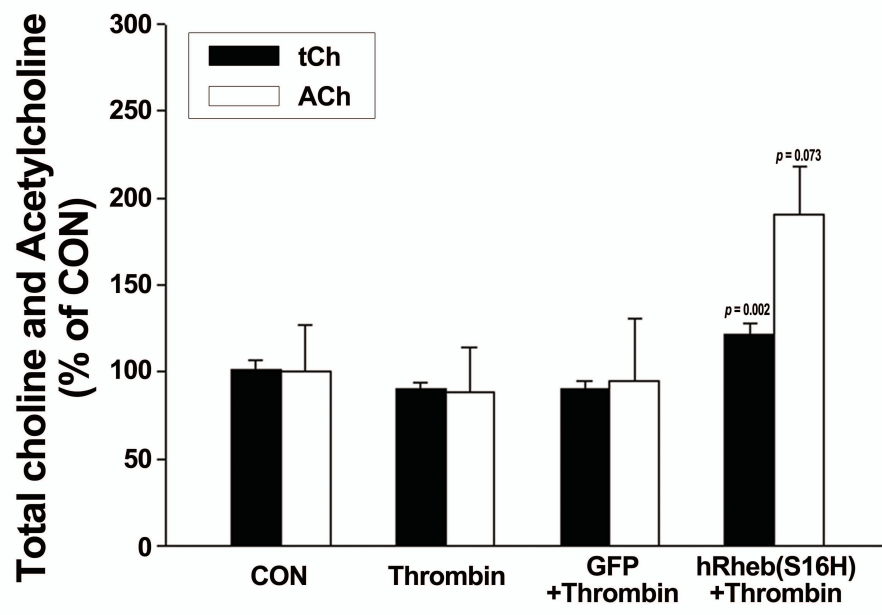 Total choline and Acetylcholine
(% of CON)
300
250
200
150
100
50
0
tCh
ACh
p = 0.073
p = 0.002
CON
Thrombin
GFP
+Thrombin
hRheb(S16H)
+Thrombin